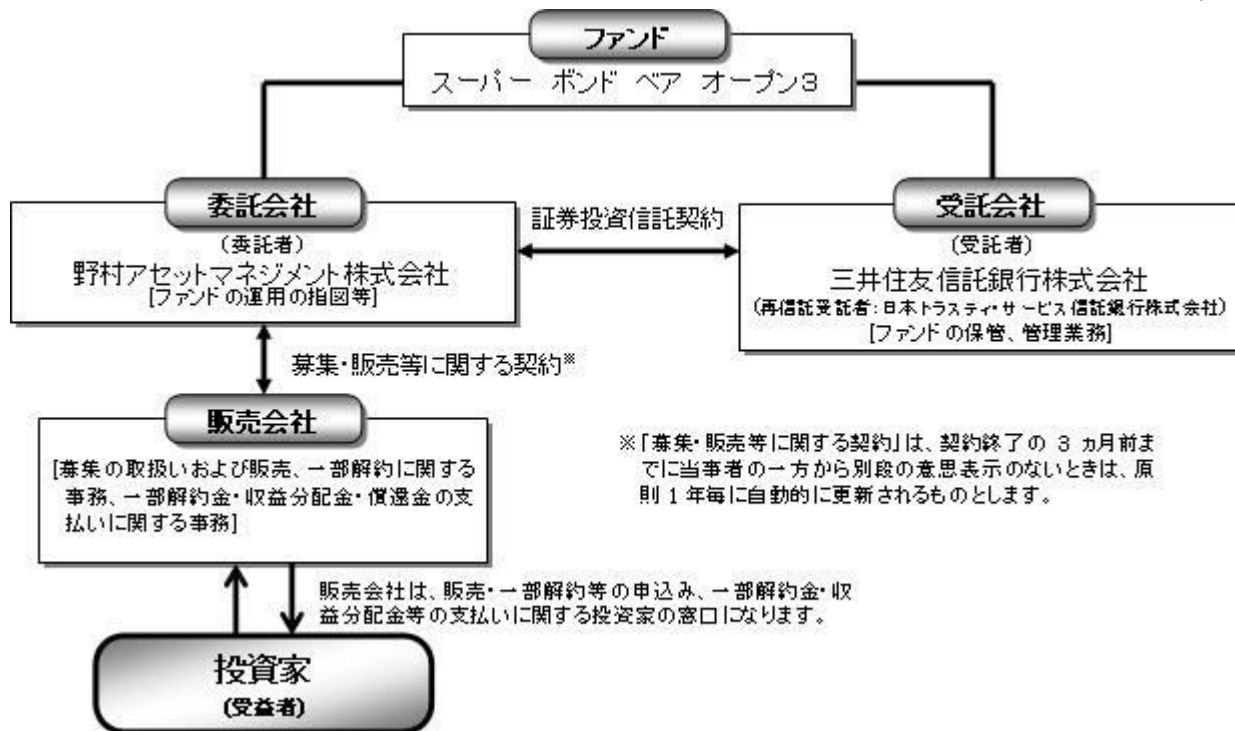 ファンド
スーパー ボンド ベア オープン3
委託会社
(委託者)
野村アセットマネジメント株式会社
[ファンドの運用の指図等]
証券投資信託契約
受託会社
(受託者)
三井住友信託銀行株式会社
(再信託受託者:日本トラスティ・サービス信託銀行株式会社)
[ファンドの保管、管理業務]
募集・販売等に関する契約※
販売会社
[募集の取扱いおよび販売、一部解約に関する
事務、一部解約金・収益分配金・償還金の支
払いに関する事務]
※「募集・販売等に関する契約」は、契約終了の 3 ヵ月前ま
でに当事者の一方から別段の意思表示のないときは、原
則 1 年毎に自動的に更新されるものとします。
販売会社は、販売・一部解約等の申込み、一部解約金・収
益分配金等の支払いに関する投資家の窓口になります。
投資家
(受益者)